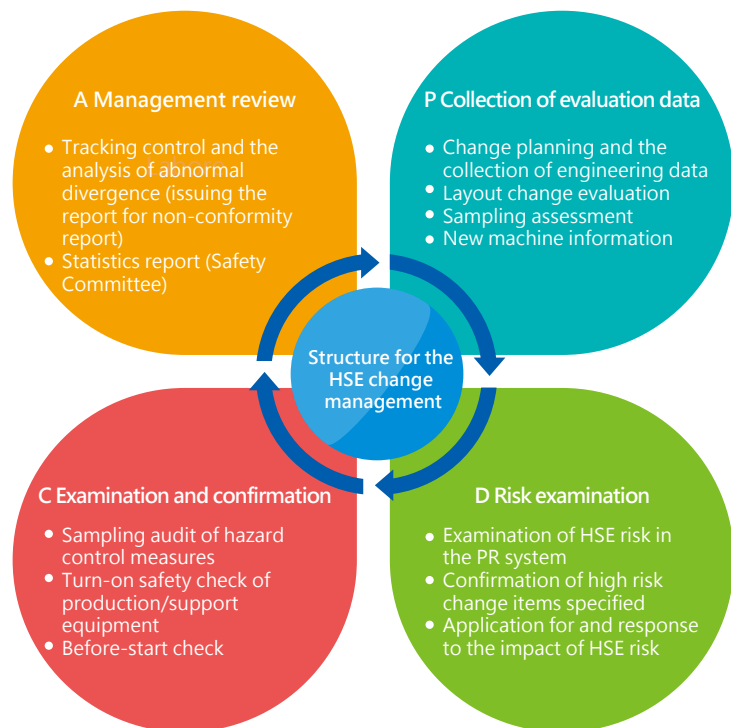 A Management review
• Tracking control and the
analysis of abnormal
divergence (issuing the
report for non-conformity
report)
• Statistics report (Safety
Committee)
P Collection of evaluation data
• Change planning and the
collection of engineering data
• Layout change evaluation
• Sampling assessment
• New machine information
Structure for the
HSE change
management
C Examination and confirmation
• Sampling audit of hazard
control measures
• Turn-on safety check of
production/support
equipment
• Before-start check
D Risk examination
• Examination of HSE risk in
the PR system
• Confirmation of high risk
change items specified
• Application for and response
to the impact of HSE risk